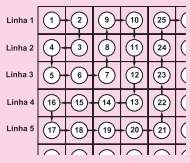 Linha 1 1 2 9 10 25
Linha 2 4 3 8 11 24
Linha 3 5 6 7 12 23
Linha 4 16 15 14 13 22
Linha 5 17 18 19 20 21